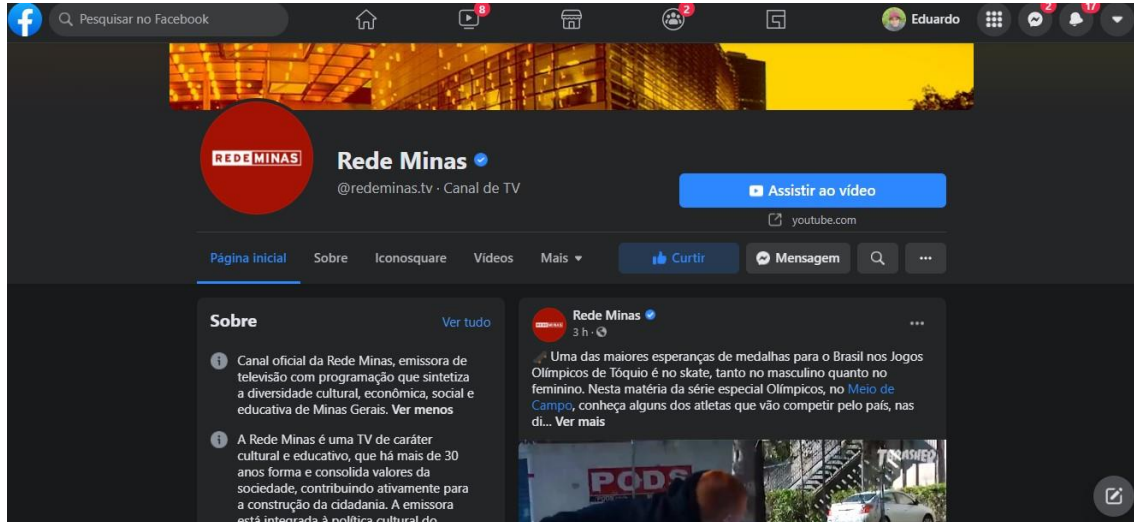 Pesquisar no Facebook
8
2
Eduardo
2
17
REDE MINAS
Rede Minas
@redeminas.tv · Canal de TV
Assistir ao vídeo
youtube.com
Página inicial
Sobre
Iconosquare
Vídeos
Mais
Curtir
Mensagem
Sobre
Ver tudo
Canal oficial da Rede Minas, emissora de
televisão com programação que sintetiza
a diversidade cultural, econômica, social e
educativa de Minas Gerais. Ver menos
A Rede Minas é uma TV de caráter
cultural e educativo, que há mais de 30
anos forma e consolida valores da
sociedade, contribuindo ativamente para
a construção da cidadania. A emissora
está integrada à política cultural do
REDE MINAS
Rede Minas
3 h ·
Uma das maiores esperanças de medalhas para o Brasil nos Jogos
Olímpicos de Tóquio é no skate, tanto no masculino quanto no
feminino. Nesta matéria da série especial Olímpicos, no Meio de
Campo, conheça alguns dos atletas que vão competir pelo país, nas
di... Ver mais
PODS
THRASHER